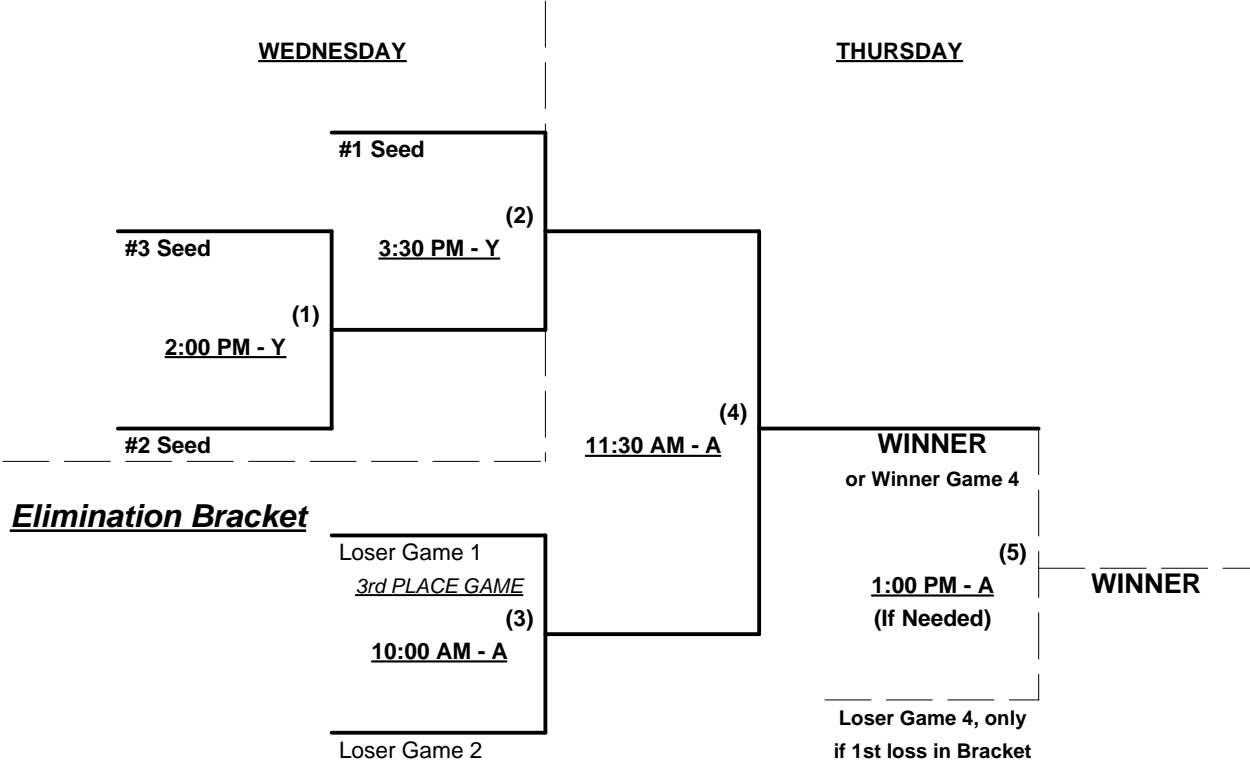 WEDNESDAY
THURSDAY
#1 Seed
(2)
#3 Seed
3:30 PM - Y
(1)
2:00 PM - Y
(4)
#2 Seed
11:30 AM - A
WINNER
or Winner Game 4
Elimination Bracket
Loser Game 1
3rd PLACE GAME
(3)
10:00 AM - A
Loser Game 2
(5)
1:00 PM - A
(If Needed)
WINNER
Loser Game 4, only
if 1st loss in Bracket